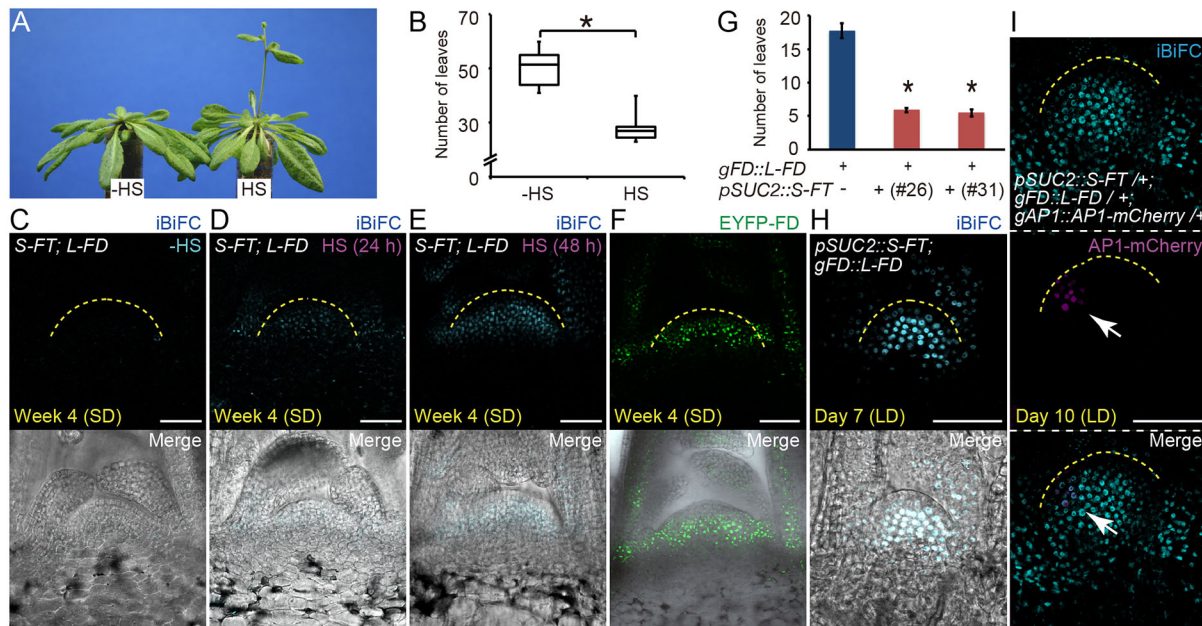 A
-HS
HS
B
Number of leaves
70
50
30
0
-HS
HS
*
G
Number of leaves
20
15
10
5
0
*
*
gFD::L-FD
+
+
+
pSUC2::S-FT
-
+ (#26)
+ (#31)
I
iBiFC
pSUC2::S-FT /+;
gFD::L-FD / +;
gAP1::AP1-mCherry /+
AP1-mCherry
Day 10 (LD)
Merge
C
iBiFC
S-FT; L-FD
-HS
Week 4 (SD)
Merge
D
iBiFC
S-FT; L-FD
HS (24 h)
Week 4 (SD)
Merge
E
iBiFC
S-FT; L-FD
HS (48 h)
Week 4 (SD)
Merge
F
EYFP-FD
Week 4 (SD)
Merge
H
iBiFC
pSUC2::S-FT;
gFD::L-FD
Day 7 (LD)
Merge